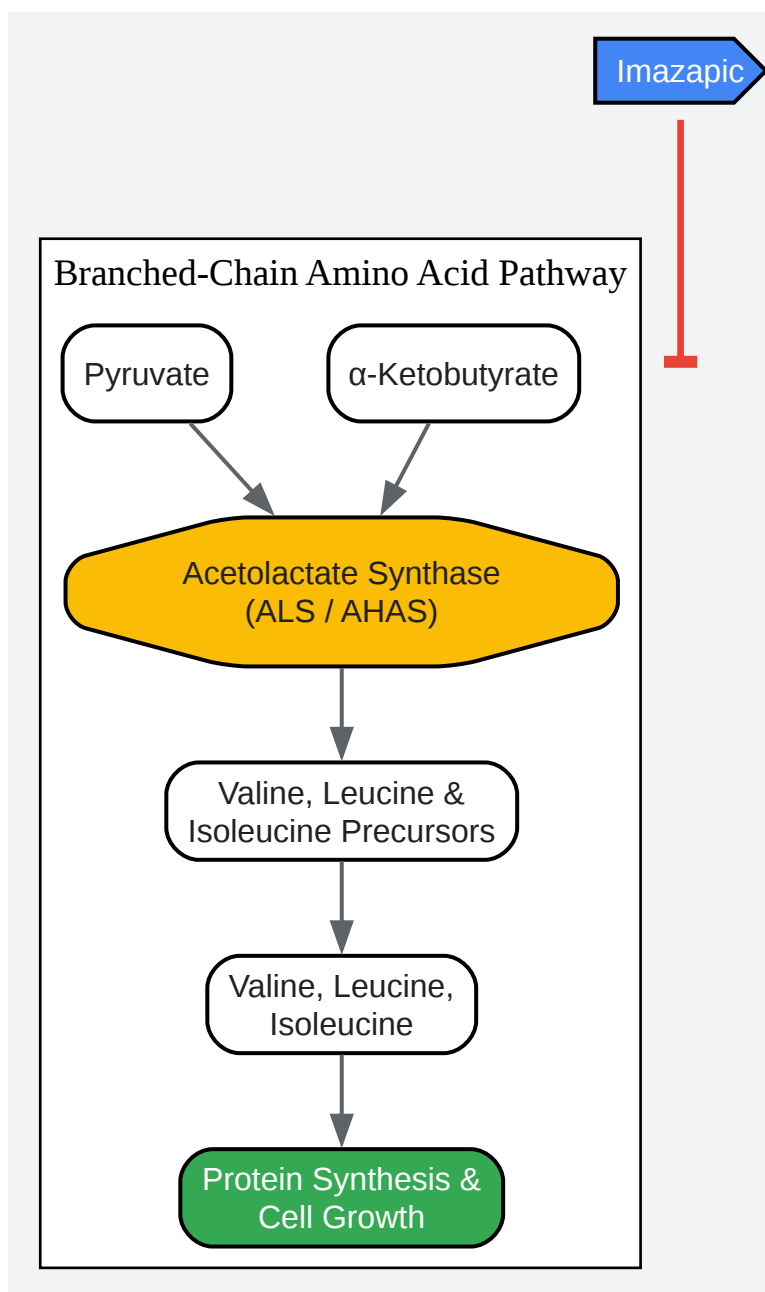 Imazapic
Branched-Chain Amino Acid Pathway
Pyruvate
α-Ketobutyrate
Acetolactate Synthase
(ALS / AHAS)
Valine, Leucine &
Isoleucine Precursors
Valine, Leucine,
Isoleucine
Protein Synthesis &
Cell Growth